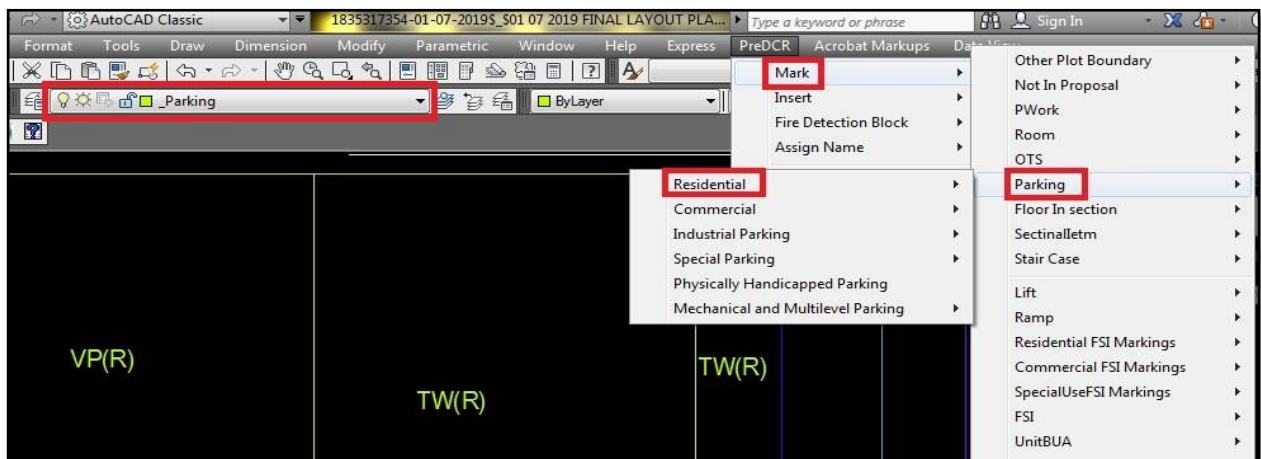 AutoCAD Classic 1835317354-01-07-2019$_$01 07 2019 FINAL LAYOUT PLA... Type a keyword or phrase Sign In
Format Tools Draw Dimension Modify Parametric Window Help Express PreDCR Acrobat Markups
_Parking ByLayer
Mark
Insert
Fire Detection Block
Assign Name
Other Plot Boundary
Not In Proposal
PWork
Room
OTS
Parking
Floor In section
SectinalIetm
Stair Case
Lift
Ramp
Residential FSI Markings
Commercial FSI Markings
SpecialUseFSI Markings
FSI
UnitBUA
Residential
Commercial
Industrial Parking
Special Parking
Physically Handicapped Parking
Mechanical and Multilevel Parking
VP(R)
TW(R)
TW(R)